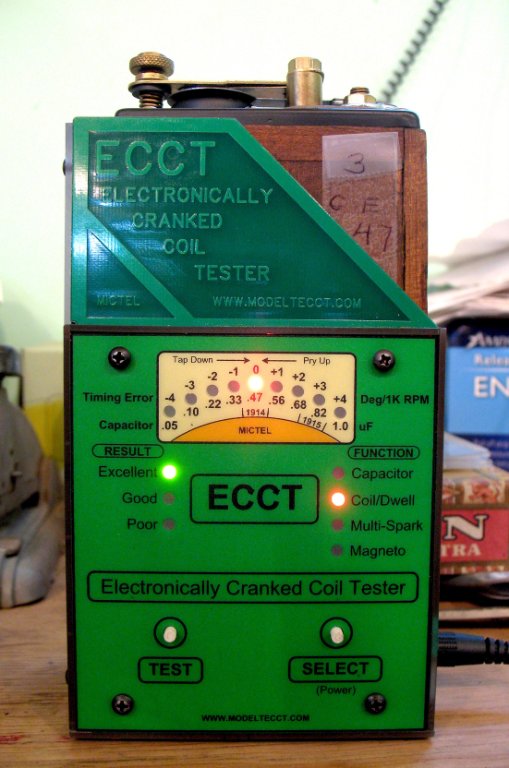 ECCT
ELECTRONICALLY
CRANKED
COIL
TESTER
MICTEL
WWW.MODELTECCT.COM
3
C E
47
Tap Down Pry Up
Timing Error -4 -3 -2 -1 0 +1 +2 +3 +4 Deg/1K RPM
Capacitor .05 .10 .22 .33 .47 .56 .68 .82 1.0 uF
1914 1915
MICTEL
RESULT
Excellent
Good
Poor
ECCT
FUNCTION
Capacitor
Coil/Dwell
Multi-Spark
Magneto
Electronically Cranked Coil Tester
TEST
SELECT
(Power)
WWW.MODELTECCT.COM
EN
N
TRA